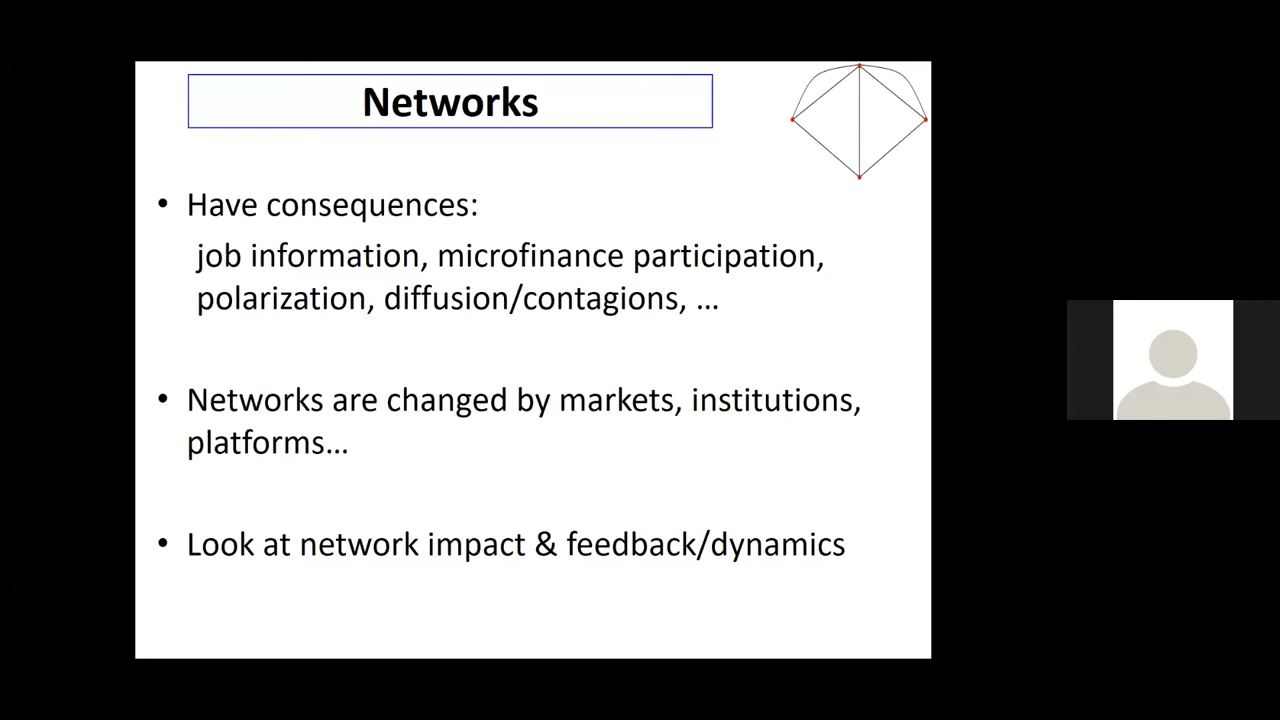 Networks
• Have consequences:
job information, microfinance participation,
polarization, diffusion/contagions, …
• Networks are changed by markets, institutions,
platforms…
• Look at network impact & feedback/dynamics